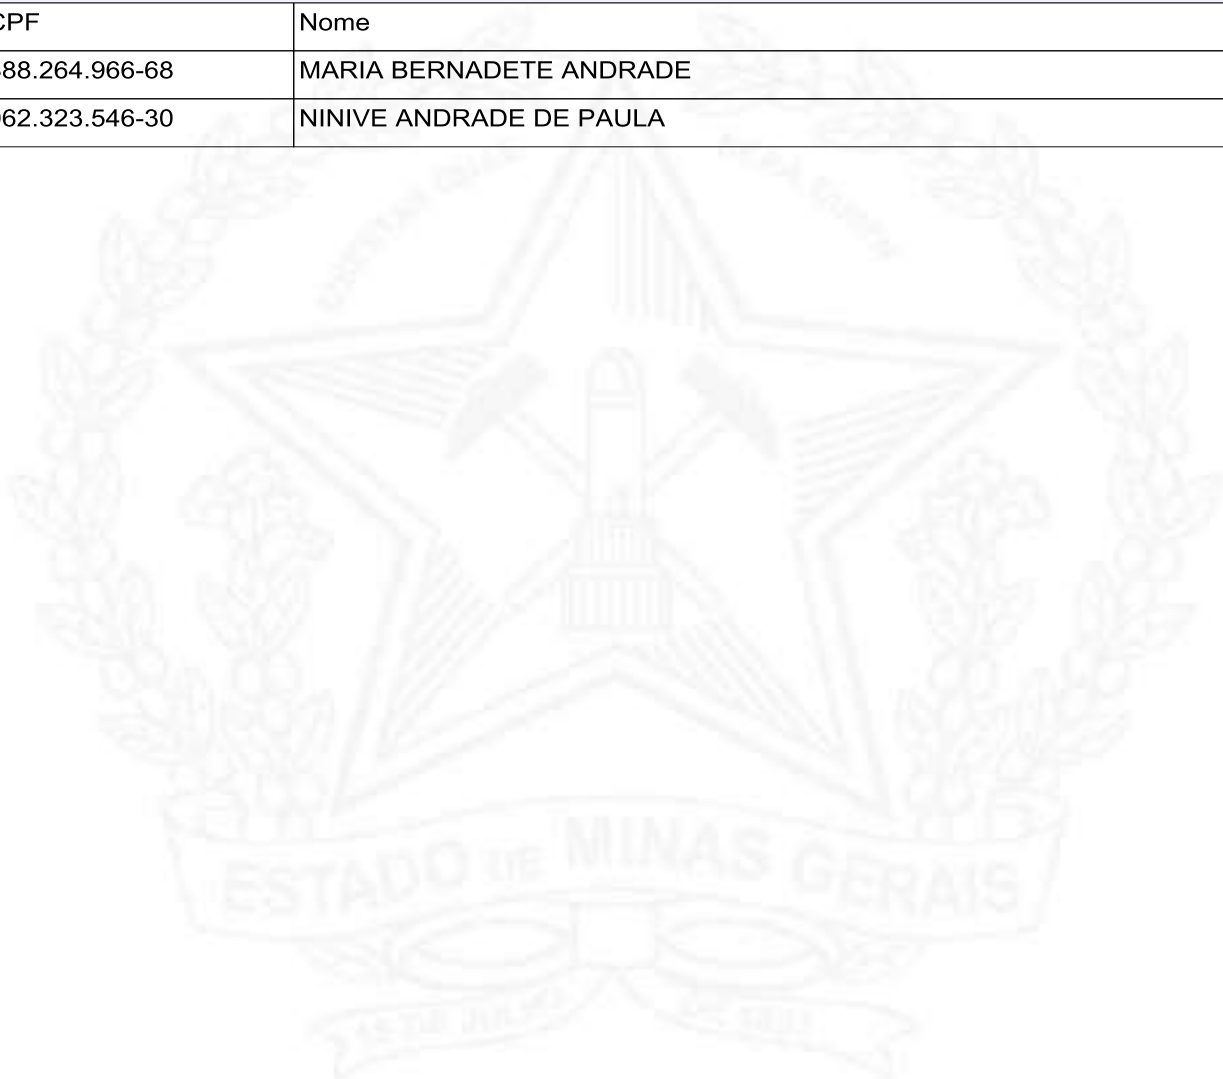 CPF Nome
88.264.966-68 MARIA BERNADETE ANDRADE
62.323.546-30 NINIVE ANDRADE DE PAULA
ESTADO DE MINAS GERAIS